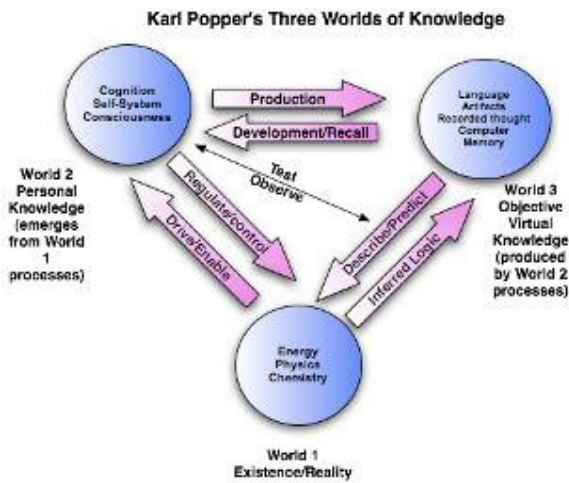 Karl Popper's Three Worlds of Knowledge
Cognition
Self-System
Consciousness
Production
Development/Recall
Language
Artifacts
Recorded thought
Computer
Memory
Test
Observe
World 2
Personal
Knowledge
(emerges
from World
1
processes)
Regulate/control
Drive/Enable
Describe/Predict
Inferred Logic
World 3
Objective
Virtual
Knowledge
(produced
by World 2
processes)
Energy
Physics
Chemistry
World 1
Existence/Reality